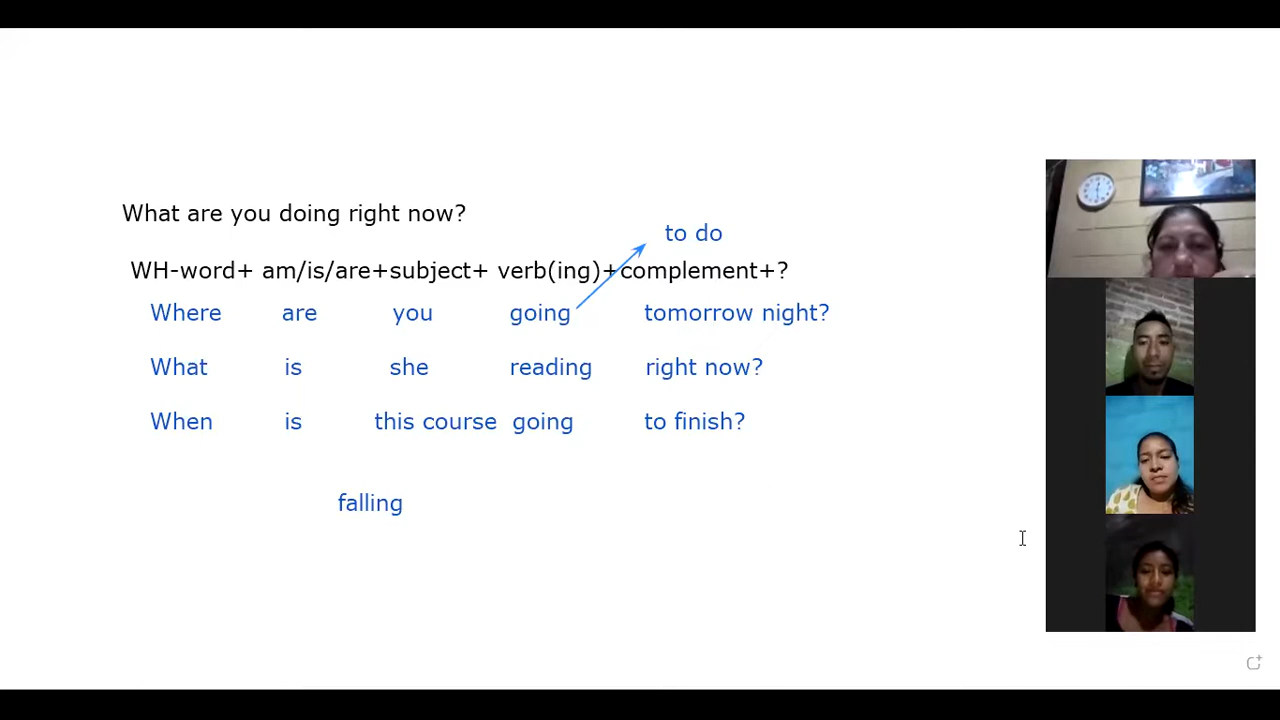 What are you doing right now?
to do
WH-word+ am/is/are+subject+ verb(ing)+complement+?
Where are you going tomorrow night?
What is she reading right now?
When is this course going to finish?
falling